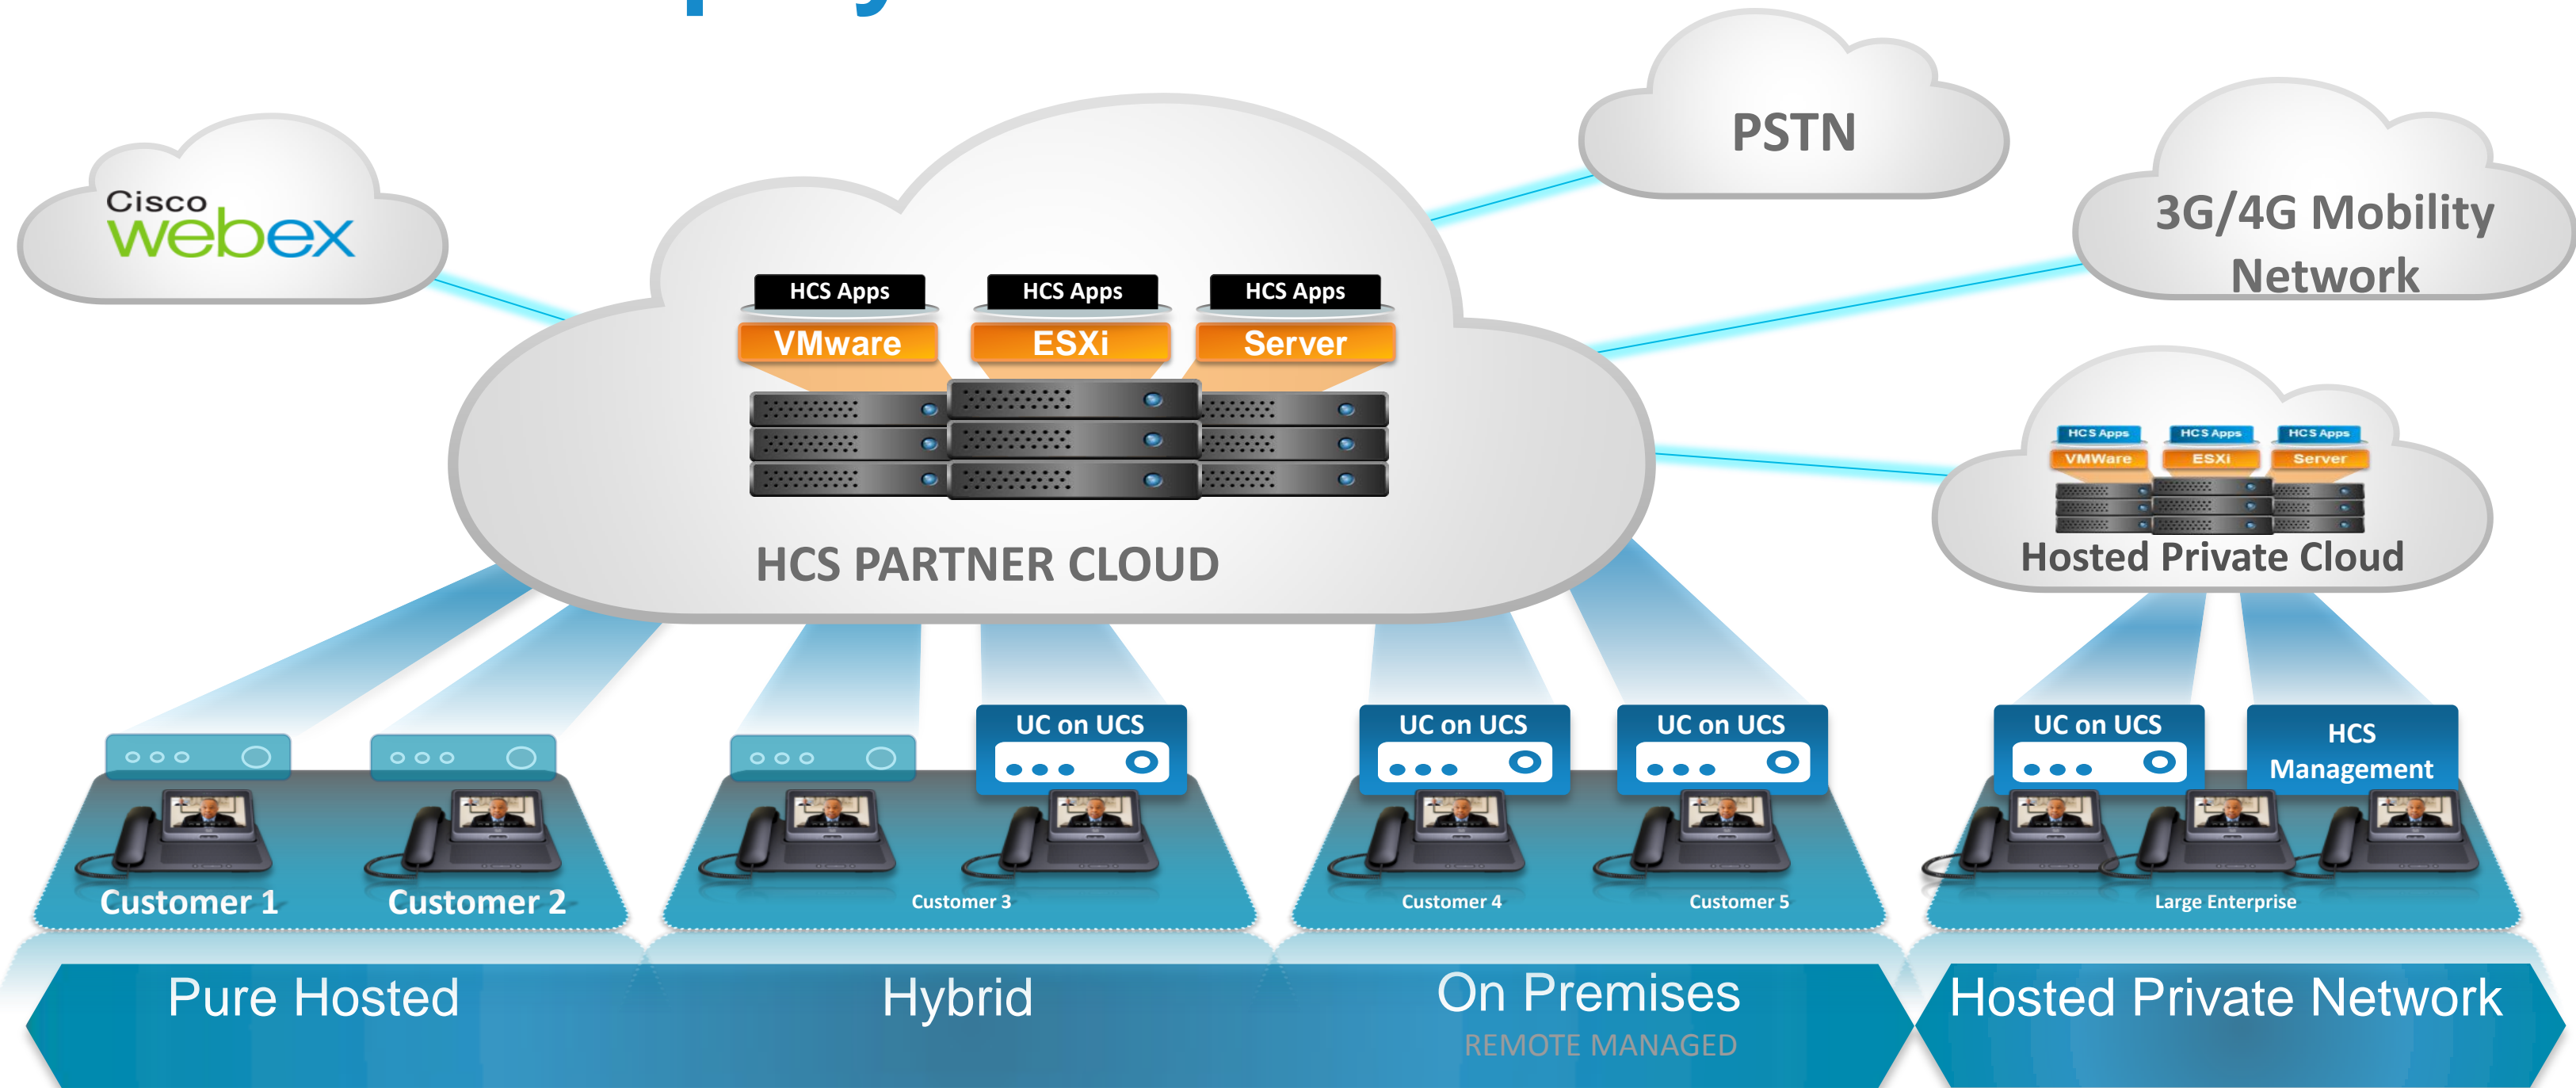 Cisco
webex
PSTN
3G/4G Mobility
Network
HCS Apps HCS Apps HCS Apps
VMware ESXi Server
HCS PARTNER CLOUD
HCS Apps HCS Apps HCS Apps
VMWare ESXi Server
Hosted Private Cloud
UC on UCS
UC on UCS
UC on UCS
UC on UCS
HCS
Management
Customer 1
Customer 2
Customer 3
Customer 4
Customer 5
Large Enterprise
Pure Hosted
Hybrid
On Premises
REMOTE MANAGED
Hosted Private Network